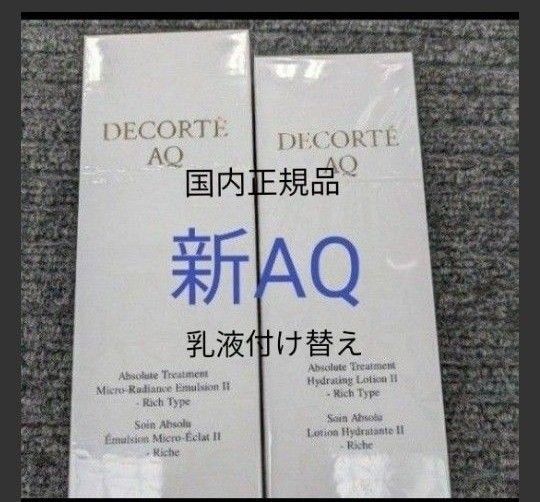 DECORTÉ
AQ
DECORTÉ
AQ
国内正規品
新AQ
乳液付け替え
Absolute Treatment
Micro-Radiance Emulsion II
- Rich Type
Soin Absolu
Émulsion Micro-Éclat II
- Riche
Absolute Treatment
Hydrating Lotion II
- Rich Type
Soin Absolu
Lotion Hydratante II
- Riche